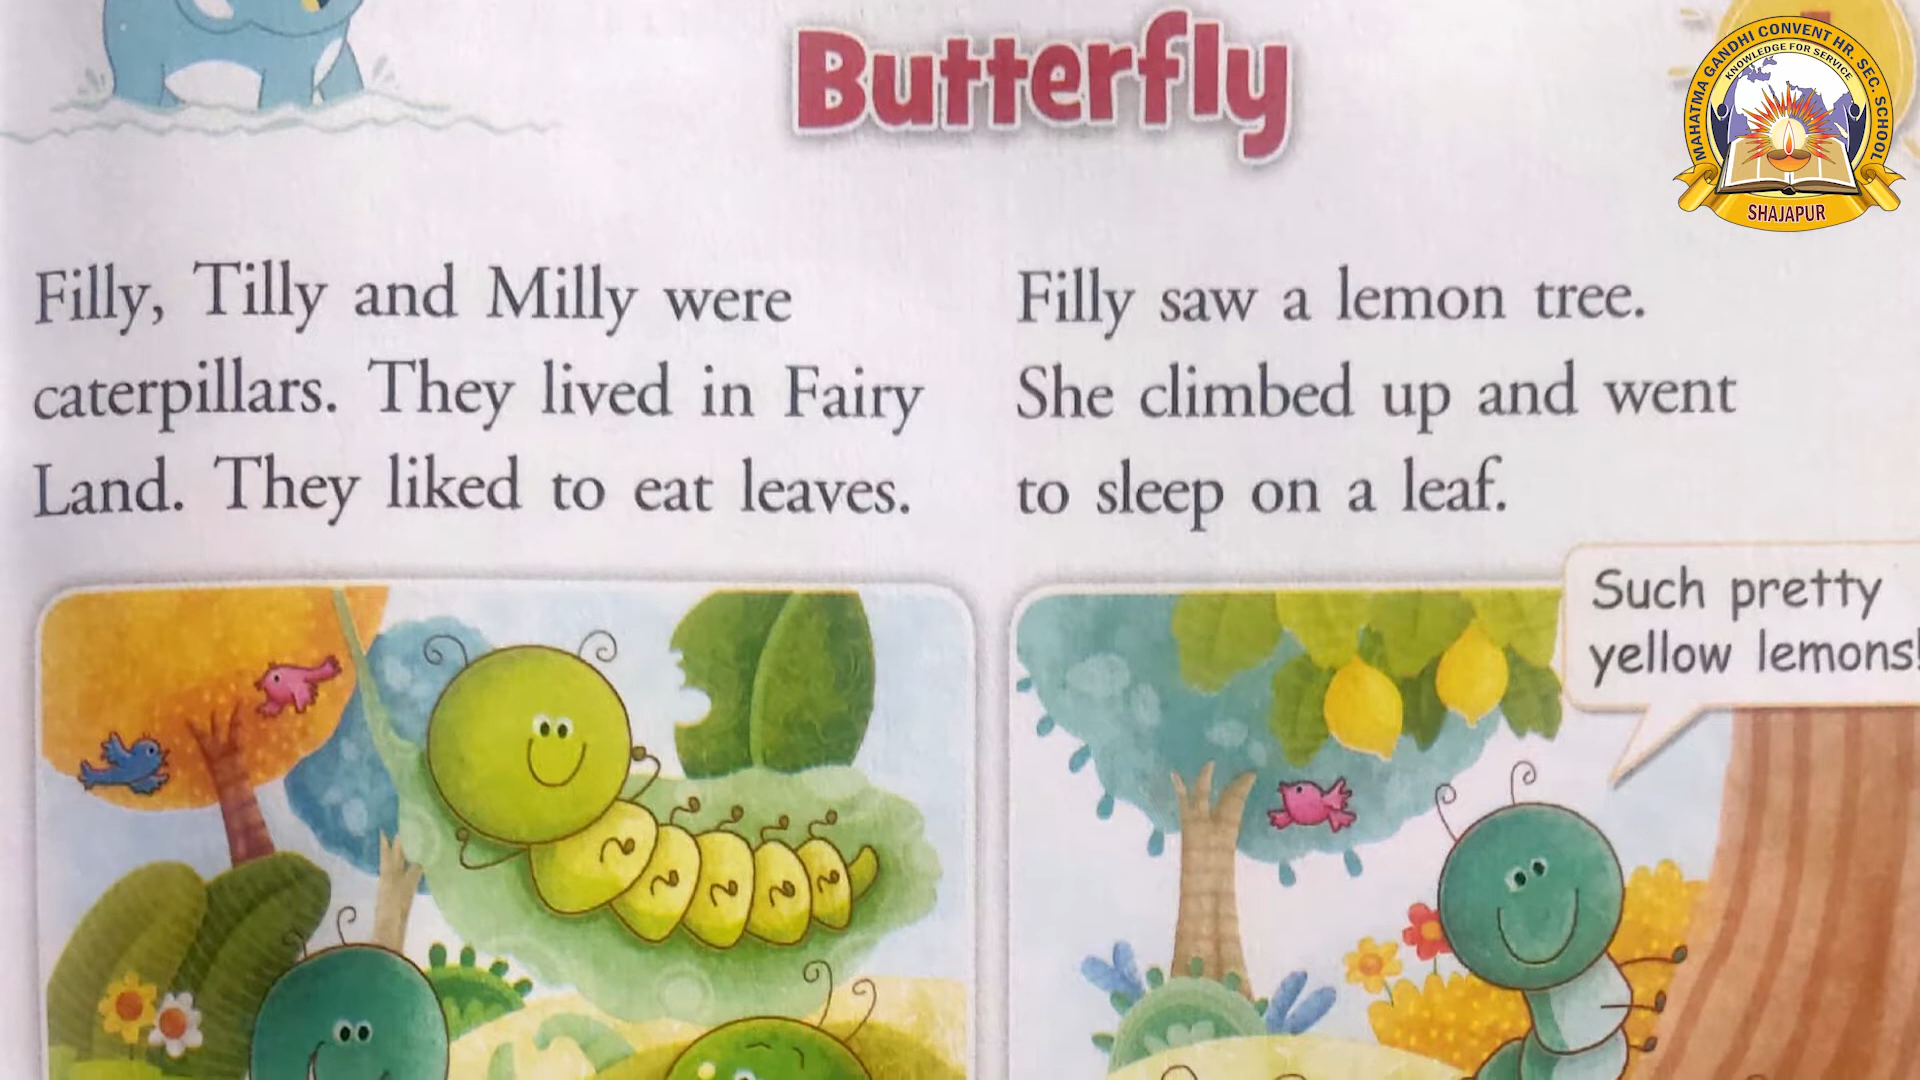 Butterfly
Filly, Tilly and Milly were
caterpillars. They lived in Fairy
Land. They liked to eat leaves.
Filly saw a lemon tree.
She climbed up and went
to sleep on a leaf.
Such pretty
yellow lemons!
MAHATMA GANDHI CONVENT HR. SEC. SCHOOL
KNOWLEDGE FOR SERVICE
SHAJAPUR